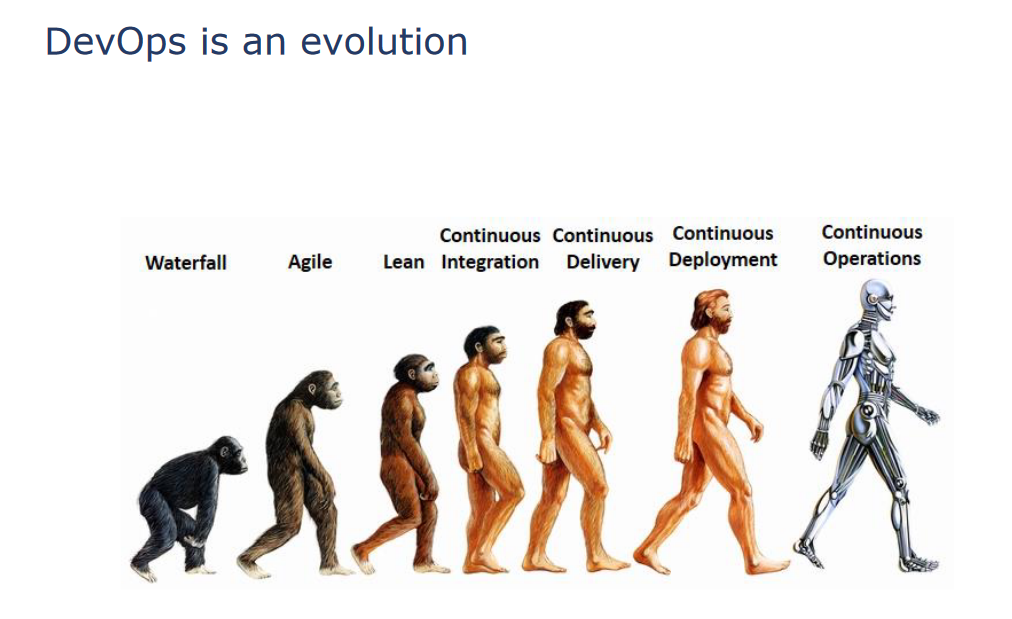 DevOps is an evolution
Waterfall
Agile
Lean
Continuous
Integration
Continuous
Delivery
Continuous
Deployment
Continuous
Operations